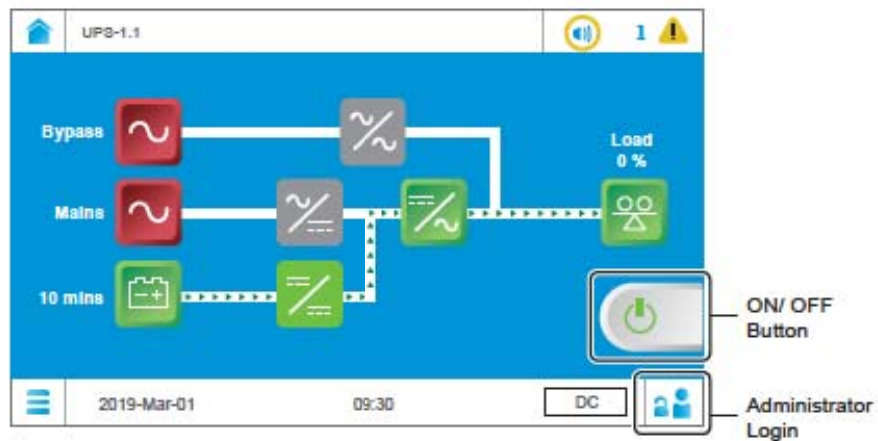 UPS-1.1
1
Bypass
Load
0 %
Mains
10 mins
ON/ OFF
Button
2019-Mar-01
09:30
DC
Administrator
Login